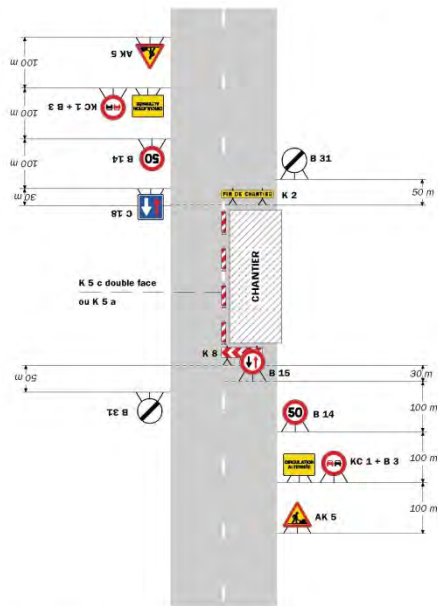 AK 5
100 m
KC 1 + B 3
CIRCULATION
ALTERNÉE
100 m
B 14
50
100 m
C 18
30 m
B 31
50 m
FIN DE CHANTIER
K 2
CHANTIER
K 5 c double face
ou K 5 a
K 8
B 15
50 m
30 m
B 31
50
B 14
100 m
CIRCULATION
ALTERNÉE
KC 1 + B 3
100 m
AK 5
100 m